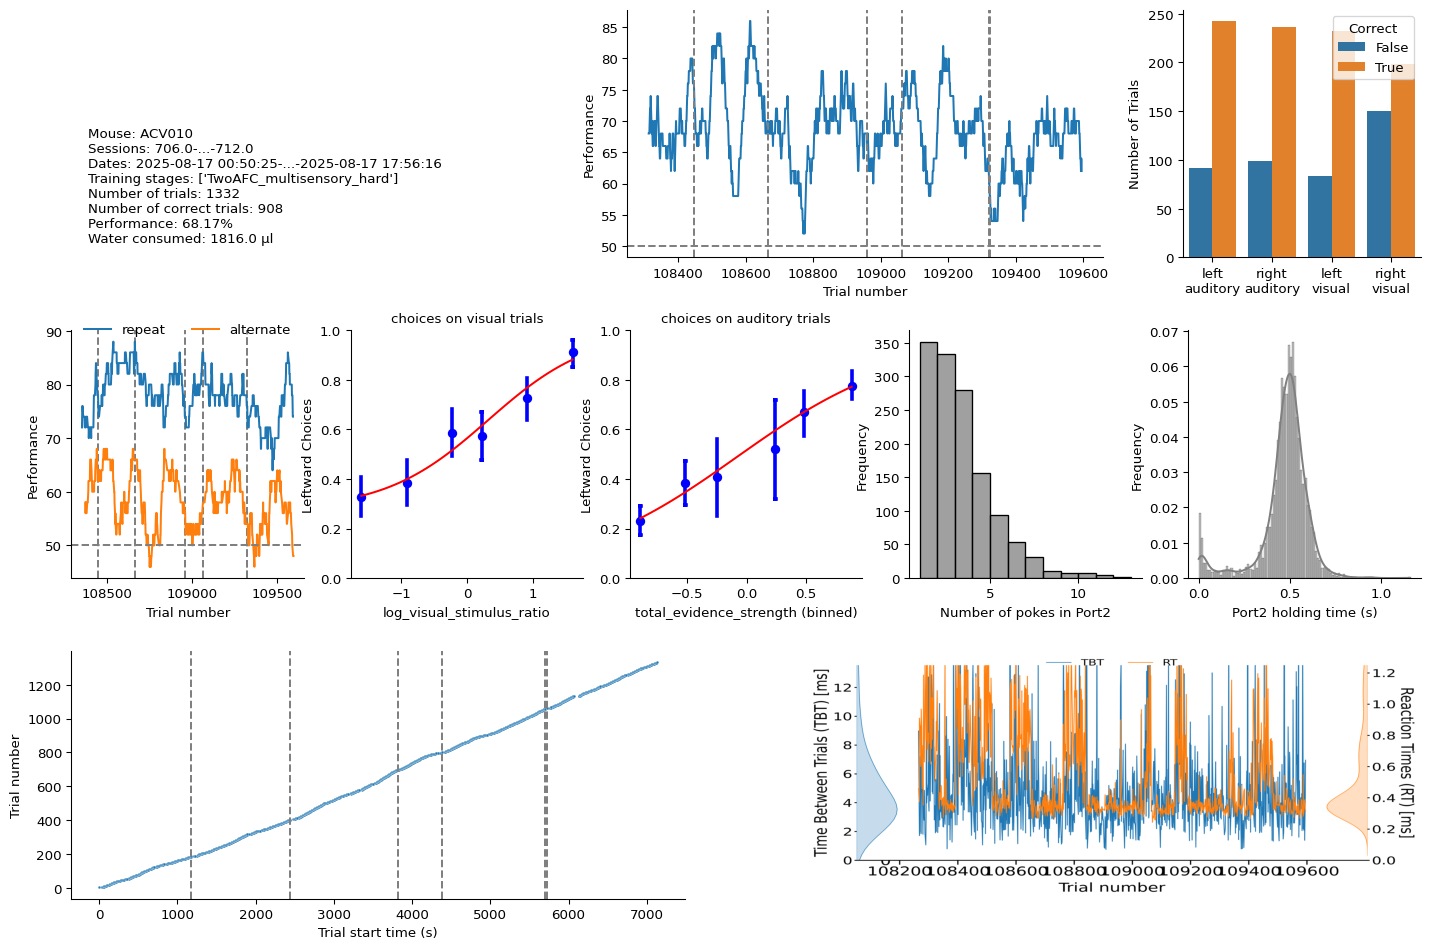 Mouse: ACV010
Sessions: 706.0-...-712.0
Dates: 2025-08-17 00:50:25-...-2025-08-17 17:56:16
Training stages: ['TwoAFC_multisensory_hard']
Number of trials: 1332
Number of correct trials: 908
Performance: 68.17%
Water consumed: 1816.0 µl
Performance
85
80
75
70
65
60
55
50
108400 108600 108800 109000 109200 109400 109600
Trial number
Number of Trials
250
200
150
100
50
0
Correct
False
True
left auditory
right auditory
left visual
right visual
repeat alternate
Performance
90
80
70
60
50
108500 109000 109500
Trial number
choices on visual trials
Leftward Choices
1.0
0.8
0.6
0.4
0.2
0.0
−1 0 1
log_visual_stimulus_ratio
choices on auditory trials
Leftward Choices
1.0
0.8
0.6
0.4
0.2
0.0
−0.5 0.0 0.5
total_evidence_strength (binned)
Frequency
350
300
250
200
150
100
50
0
5 10
Number of pokes in Port2
Frequency
0.07
0.06
0.05
0.04
0.03
0.02
0.01
0.00
0.0 0.5 1.0
Port2 holding time (s)
Trial number
1200
1000
800
600
400
200
0
0 1000 2000 3000 4000 5000 6000 7000
Trial start time (s)
TBT RT
Time Between Trials (TBT) [ms]
12
10
8
6
4
2
0
0
108200 108400 108600 108800 109000 109200 109400 109600
Trial number
1.2
1.0
0.8
0.6
0.4
0.2
0.0
Reaction Times (RT) [ms]